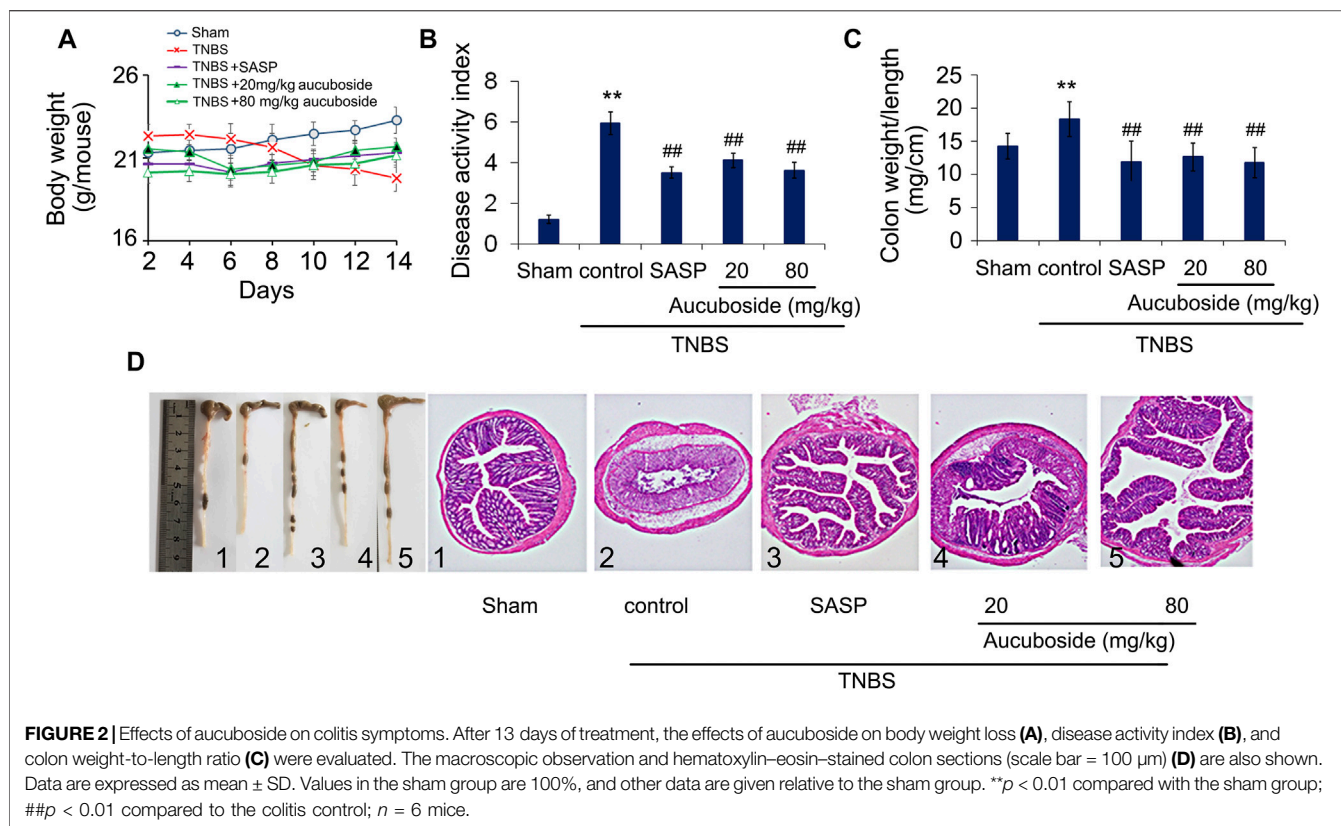 A
Sham
TNBS
TNBS +SASP
TNBS +20mg/kg aucuboside
TNBS +80 mg/kg aucuboside
26
21
16
Body weight
(g/mouse)
2 4 6 8 10 12 14
Days
B
Disease activity index
8
6
4
2
0
**
##
##
##
Sham control SASP 20 80
Aucuboside (mg/kg)
TNBS
C
Colon weight/length
(mg/cm)
25
20
15
10
5
0
**
##
##
##
Sham control SASP 20 80
Aucuboside (mg/kg)
TNBS
D
1 2 3 4 5
1 2 3 4 5
Sham control SASP 20 80
Aucuboside (mg/kg)
TNBS
FIGURE 2 | Effects of aucuboside on colitis symptoms. After 13 days of treatment, the effects of aucuboside on body weight loss (A), disease activity index (B), and
colon weight-to-length ratio (C) were evaluated. The macroscopic observation and hematoxylin–eosin–stained colon sections (scale bar = 100 μm) (D) are also shown.
Data are expressed as mean ± SD. Values in the sham group are 100%, and other data are given relative to the sham group. **p < 0.01 compared with the sham group;
##p < 0.01 compared to the colitis control; n = 6 mice.